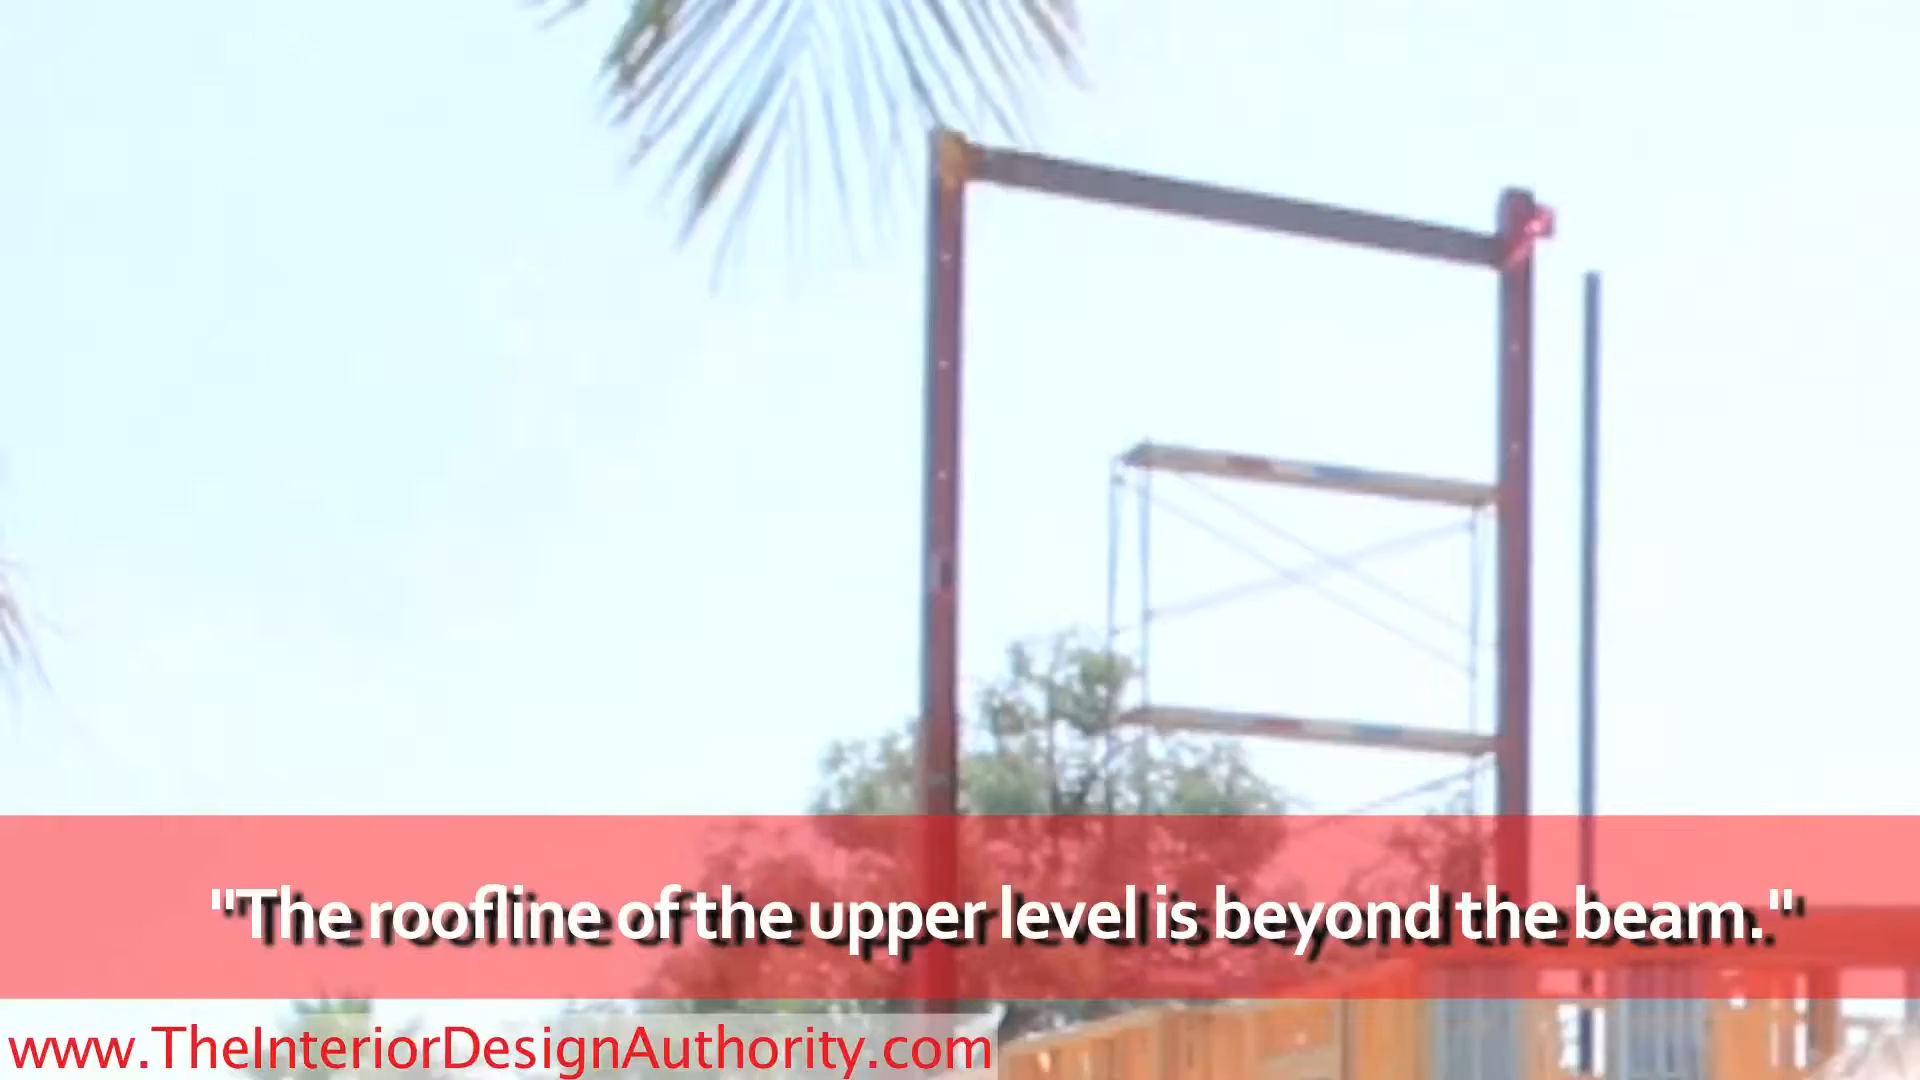 "The roofline of the upper level is beyond the beam."
www.TheInteriorDesignAuthority.com